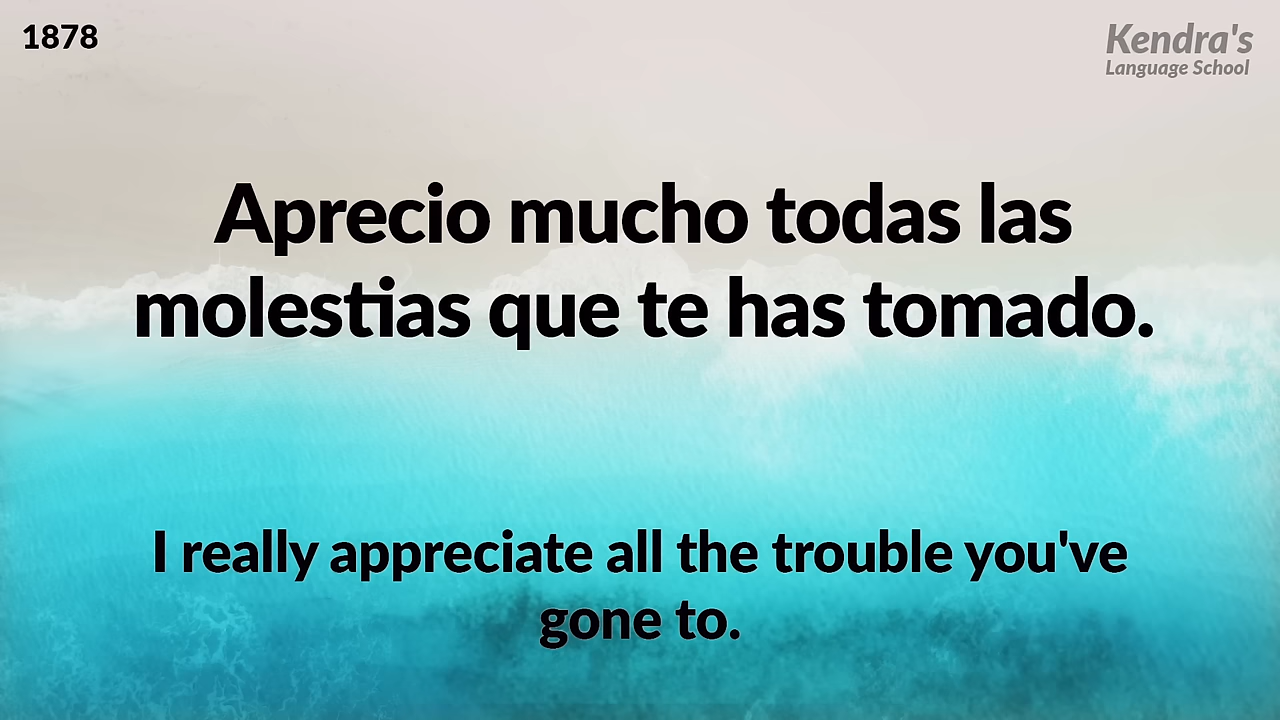 1878
Kendra's
Language School
Aprecio mucho todas las
molestias que te has tomado.
I really appreciate all the trouble you've
gone to.